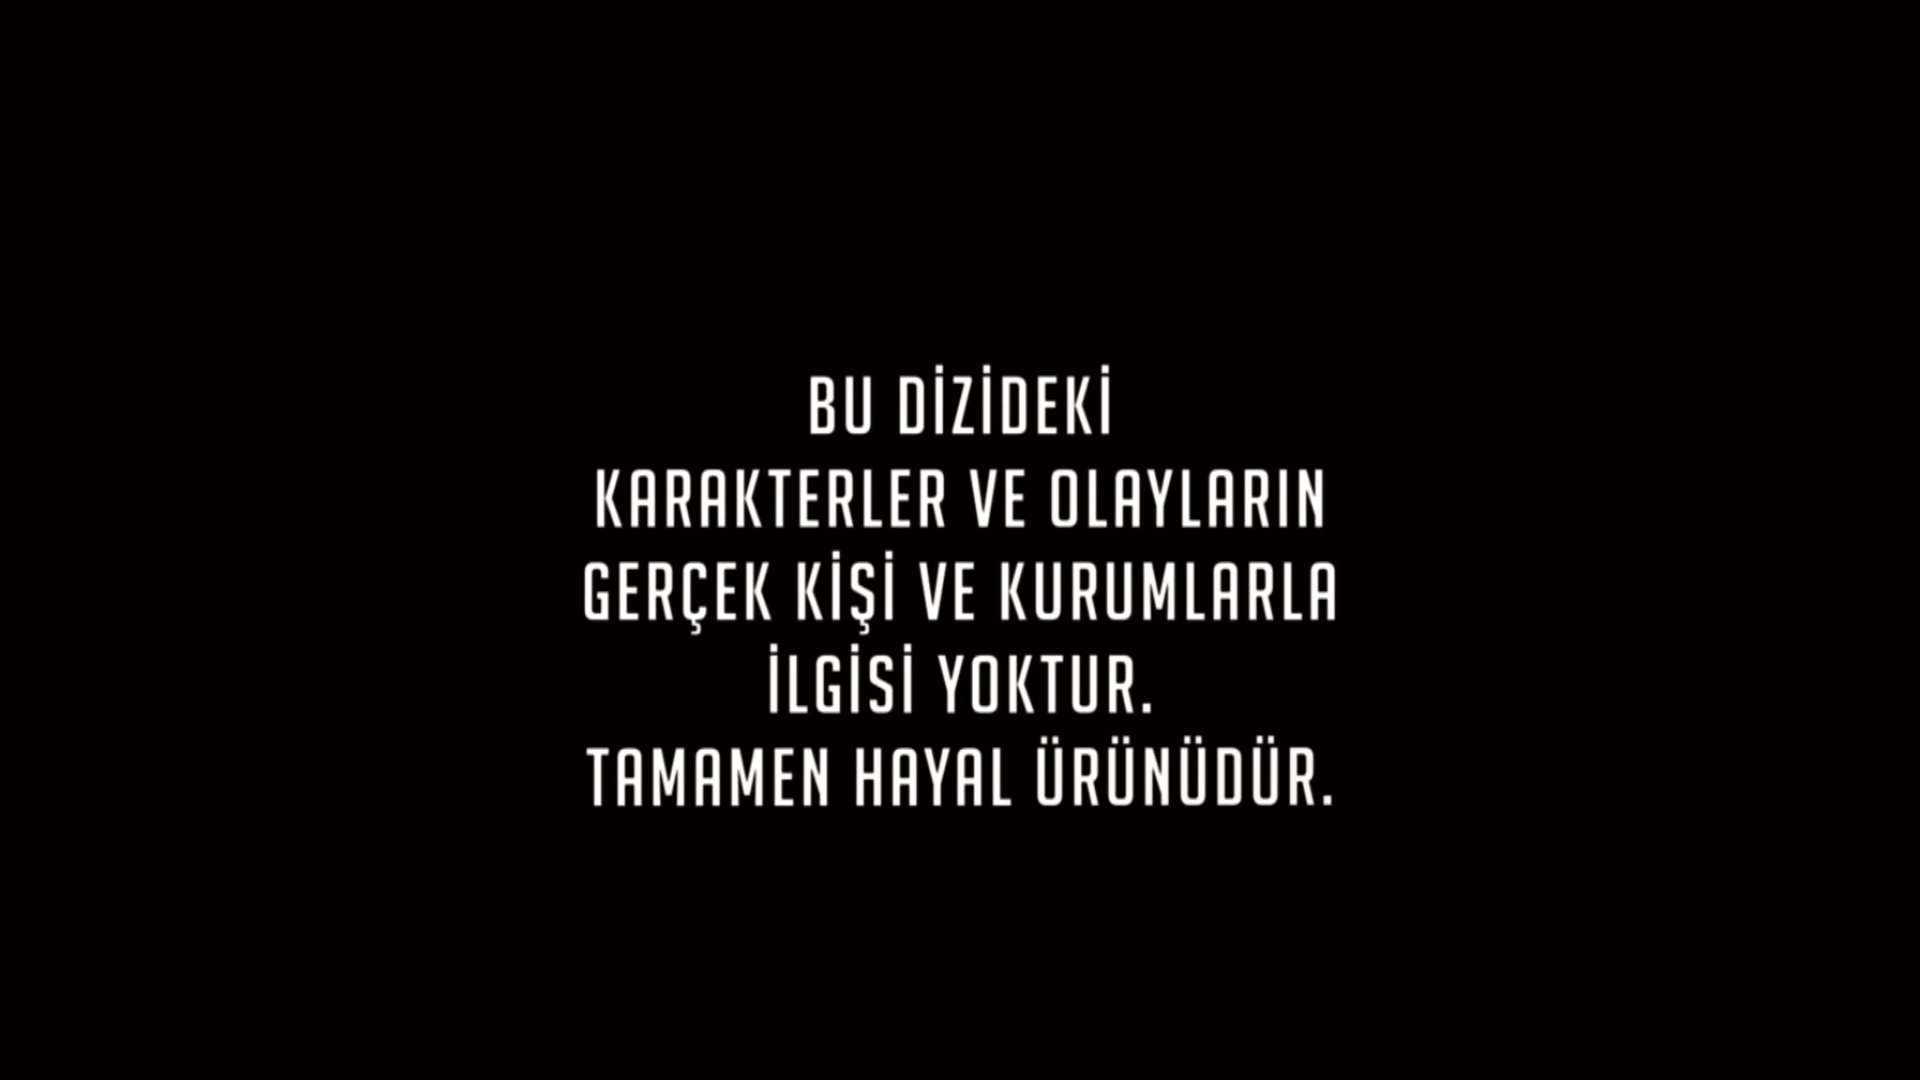 BU DİZİDEKİ
KARAKTERLER VE OLAYLARIN
GERÇEK KİŞİ VE KURUMLARLA
İLGİSİ YOKTUR.
TAMAMEN HAYAL ÜRÜNÜDÜR.